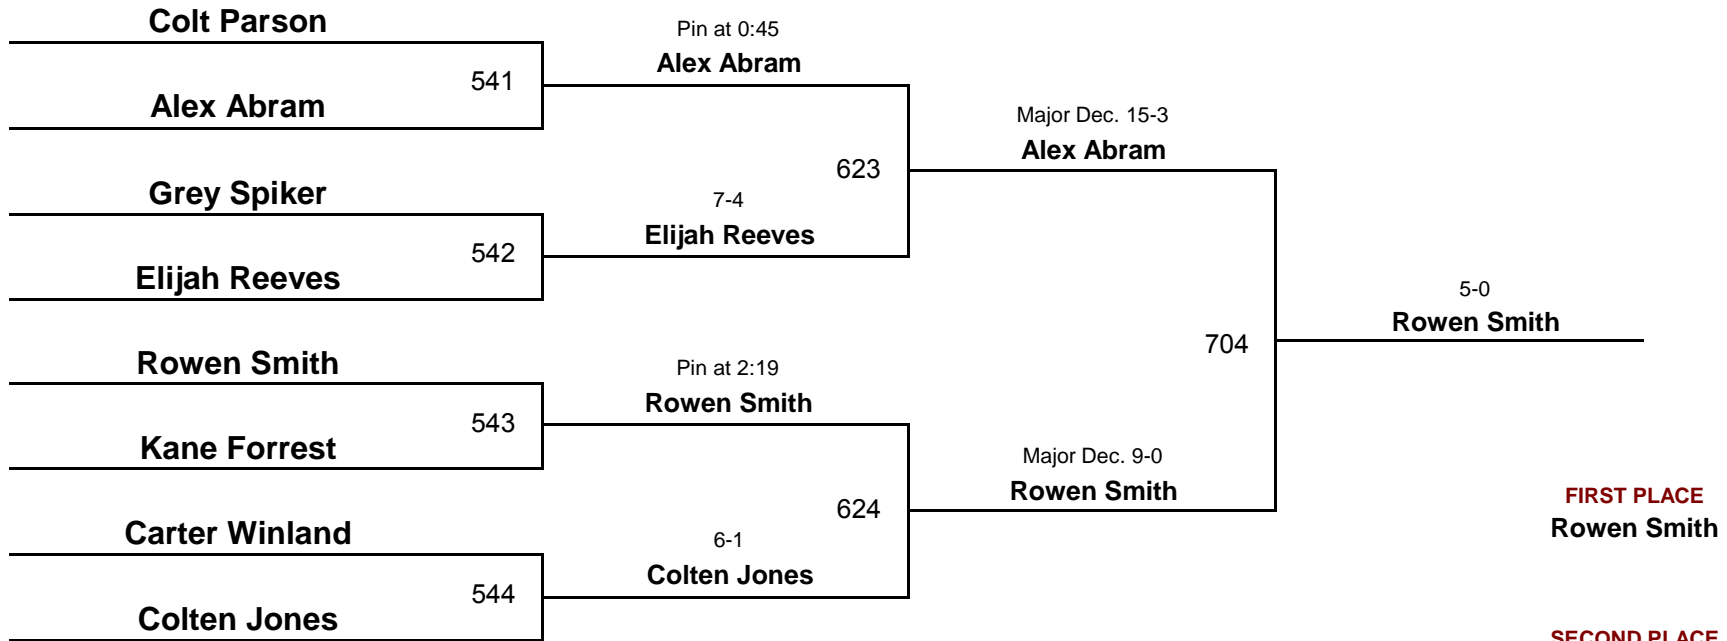 Colt Parson
541
Alex Abram
Grey Spiker
542
Elijah Reeves
Rowen Smith
543
Kane Forrest
Carter Winland
544
Colten Jones
Pin at 0:45
Alex Abram
623
7-4
Elijah Reeves
Pin at 2:19
Rowen Smith
624
6-1
Colten Jones
Major Dec. 15-3
Alex Abram
704
Major Dec. 9-0
Rowen Smith
5-0
Rowen Smith
FIRST PLACE
Rowen Smith
SECOND PLACE